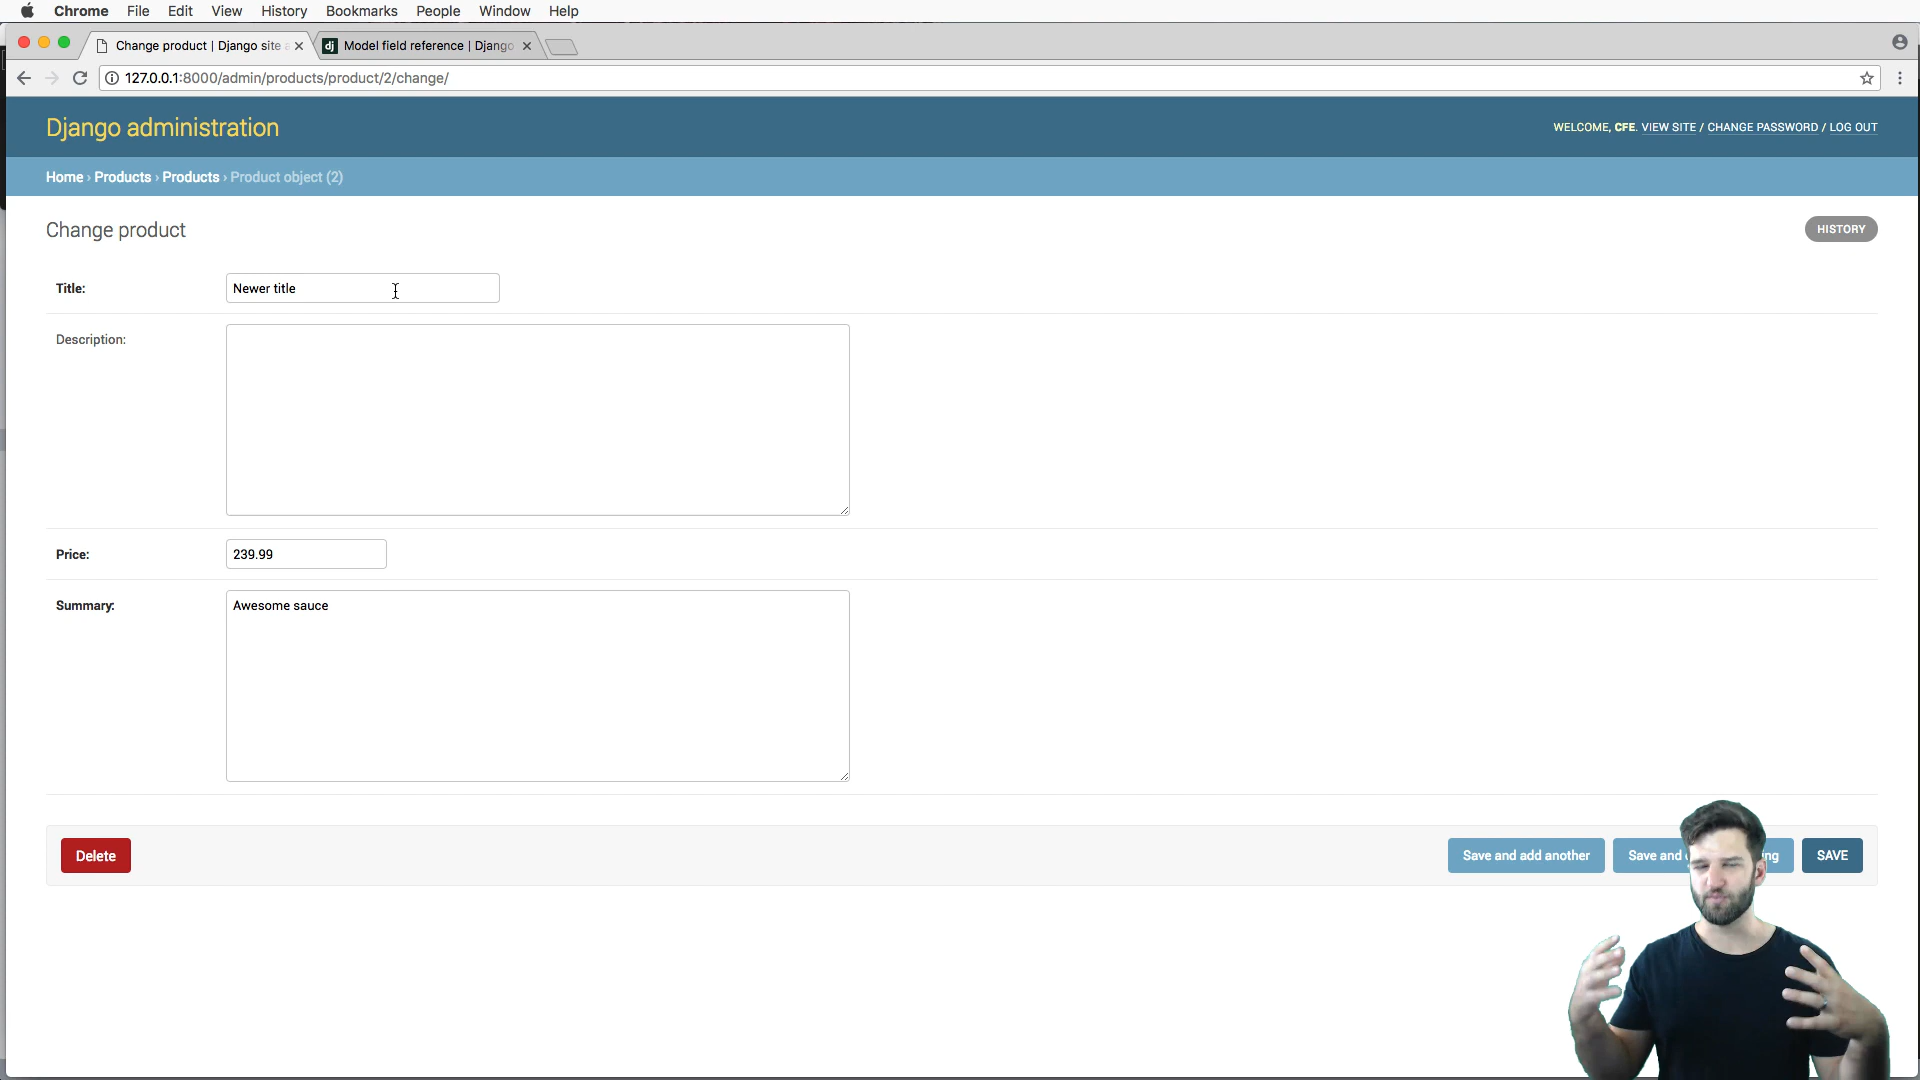 Chrome File Edit View History Bookmarks People Window Help
Change product | Django site a
Model field reference | Django
127.0.0.1:8000/admin/products/product/2/change/
Django administration
WELCOME, CFE. VIEW SITE / CHANGE PASSWORD / LOG OUT
Home › Products › Products › Product object (2)
Change product
HISTORY
Title:
Newer title
Description:
Price:
239.99
Summary:
Awesome sauce
Delete
Save and add another
Save and
ng
SAVE